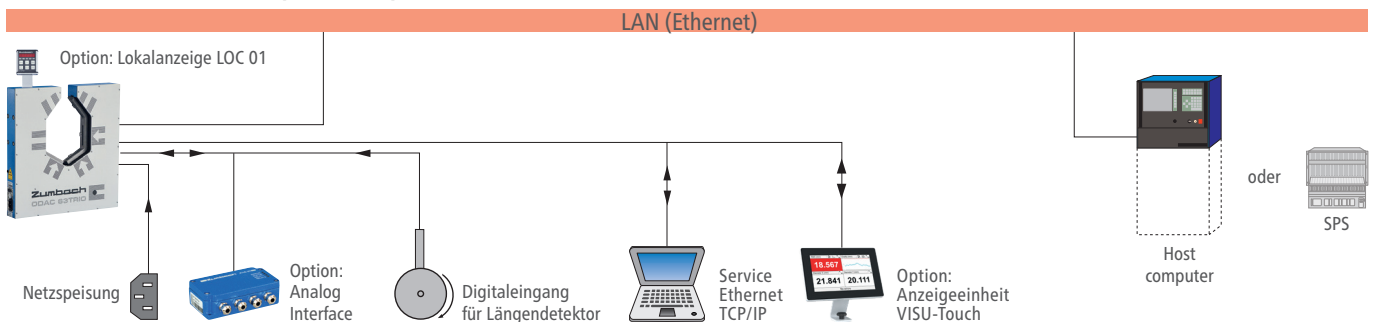 LAN (Ethernet)
Option: Lokalanzeige LOC 01
Zumbach
ODAC 63TRIO
Netzspeisung
Option:
Analog
Interface
Digitaleingang
für Längendetektor
Service
Ethernet
TCP/IP
18.567
21.841 20.111
Option:
Anzeigeeinheit
VISU-Touch
Host
computer
oder
SPS